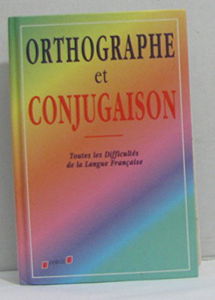 ORTHOGRAPHE
et
CONJUGAISON
Toutes les Difficultés
de la Langue Française